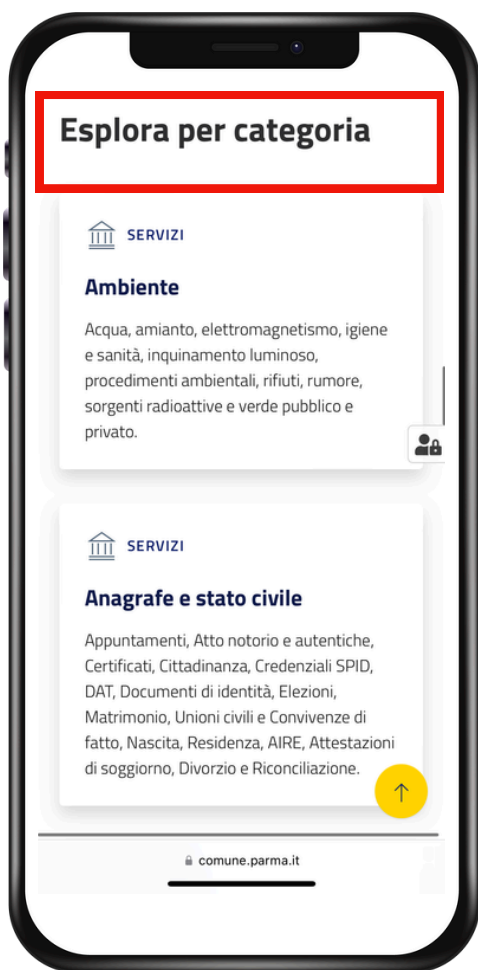 Esplora per categoria
SERVIZI
Ambiente
Acqua, amianto, elettromagnetismo, igiene
e sanità, inquinamento luminoso,
procedimenti ambientali, rifiuti, rumore,
sorgenti radioattive e verde pubblico e
privato.
SERVIZI
Anagrafe e stato civile
Appuntamenti, Atto notorio e autentiche,
Certificati, Cittadinanza, Credenziali SPID,
DAT, Documenti di identità, Elezioni,
Matrimonio, Unioni civili e Convivenze di
fatto, Nascita, Residenza, AIRE, Attestazioni
di soggiorno, Divorzio e Riconciliazione.
comune.parma.it